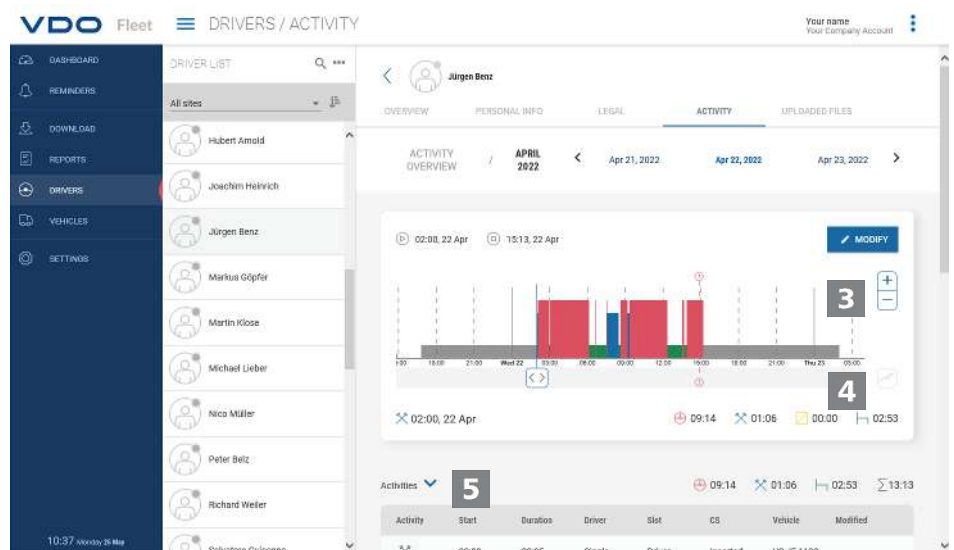 VDO Fleet
DRIVERS / ACTIVITY
Your name
Your Company Account
DASHBOARD
REMINDERS
DOWNLOAD
REPORTS
DRIVERS
VEHICLES
SETTINGS
10:37 Monday 25 May
DRIVER LIST
All sites
Hubert Arnold
Joachim Heinrich
Jürgen Benz
Markus Göpfer
Martin Klose
Michael Lieber
Nico Müller
Peter Belz
Richard Weiler
Jürgen Benz
OVERVIEW PERSONAL INFO LEGAL ACTIVITY UPLOADED FILES
ACTIVITY OVERVIEW / APRIL 2022 Apr 21, 2022 Apr 22, 2022 Apr 23, 2022
02:00, 22 Apr 15:13, 22 Apr
MODIFY
3
18:00 21:00 Wed 22 03:00 06:00 09:00 12:00 15:00 18:00 21:00 Thu 23 03:00
4
02:00, 22 Apr 09:14 01:06 00:00 02:53
Activities
5
09:14 01:06 02:53 ∑13:13
Activity Start Duration Driver Slot CS Vehicle Modified